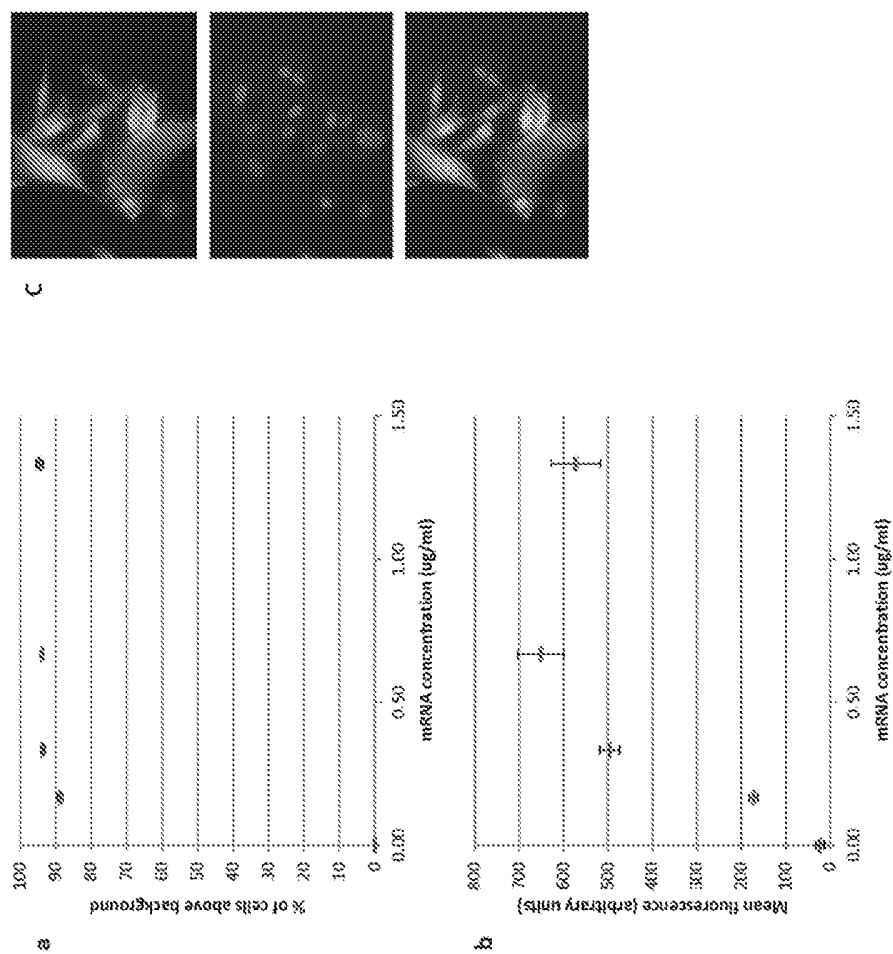 a
% of cells above background
100
90
80
70
60
50
40
30
20
10
0
0.00 0.50 1.00 1.50
mRNA concentration (ug/ml)
b
Mean fluorescence (arbitrary units)
800
700
600
500
400
300
200
100
0
0.00 0.50 1.00 1.50
mRNA concentration (ug/ml)
C